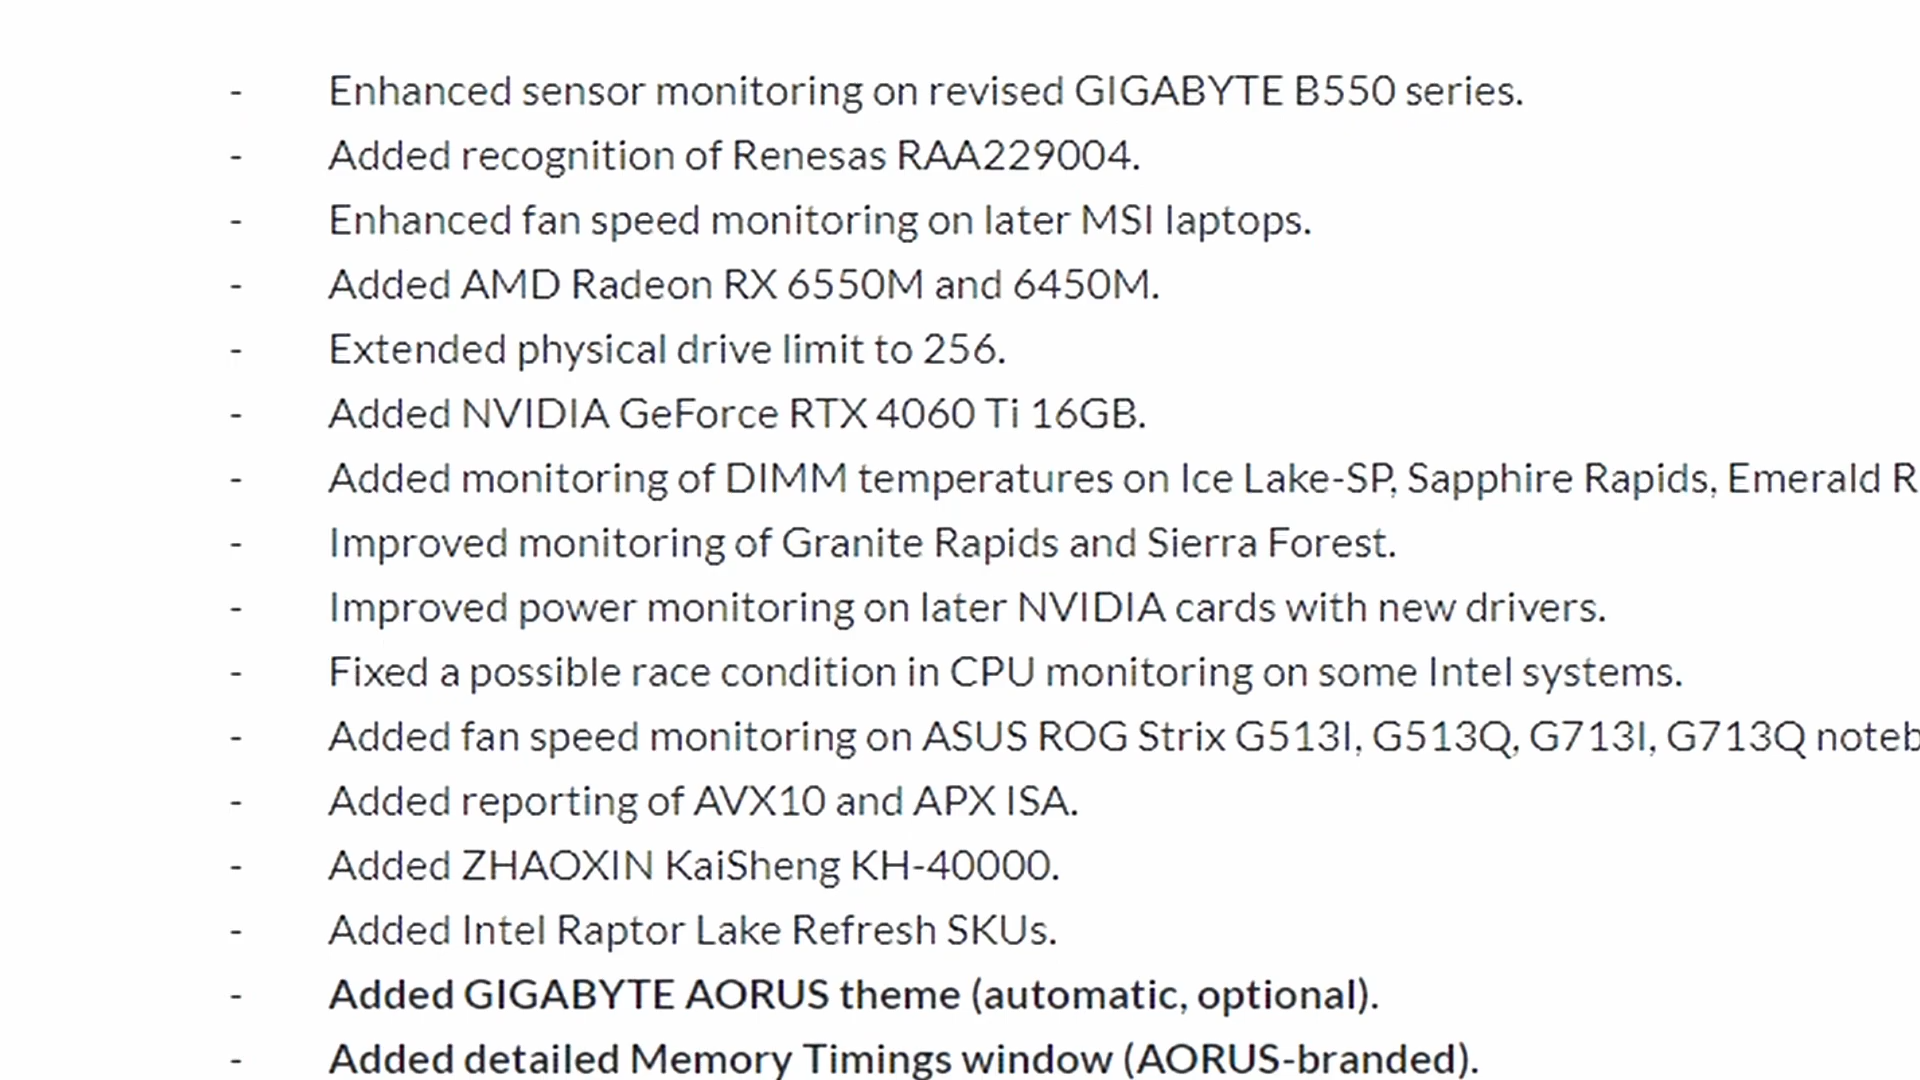 - Enhanced sensor monitoring on revised GIGABYTE B550 series.
- Added recognition of Renesas RAA229004.
- Enhanced fan speed monitoring on later MSI laptops.
- Added AMD Radeon RX 6550M and 6450M.
- Extended physical drive limit to 256.
- Added NVIDIA GeForce RTX 4060 Ti 16GB.
- Added monitoring of DIMM temperatures on Ice Lake-SP, Sapphire Rapids, Emerald R
- Improved monitoring of Granite Rapids and Sierra Forest.
- Improved power monitoring on later NVIDIA cards with new drivers.
- Fixed a possible race condition in CPU monitoring on some Intel systems.
- Added fan speed monitoring on ASUS ROG Strix G513I, G513Q, G713I, G713Q noteb
- Added reporting of AVX10 and APX ISA.
- Added ZHAOXIN KaiSheng KH-40000.
- Added Intel Raptor Lake Refresh SKUs.
- Added GIGABYTE AORUS theme (automatic, optional).
- Added detailed Memory Timings window (AORUS-branded).